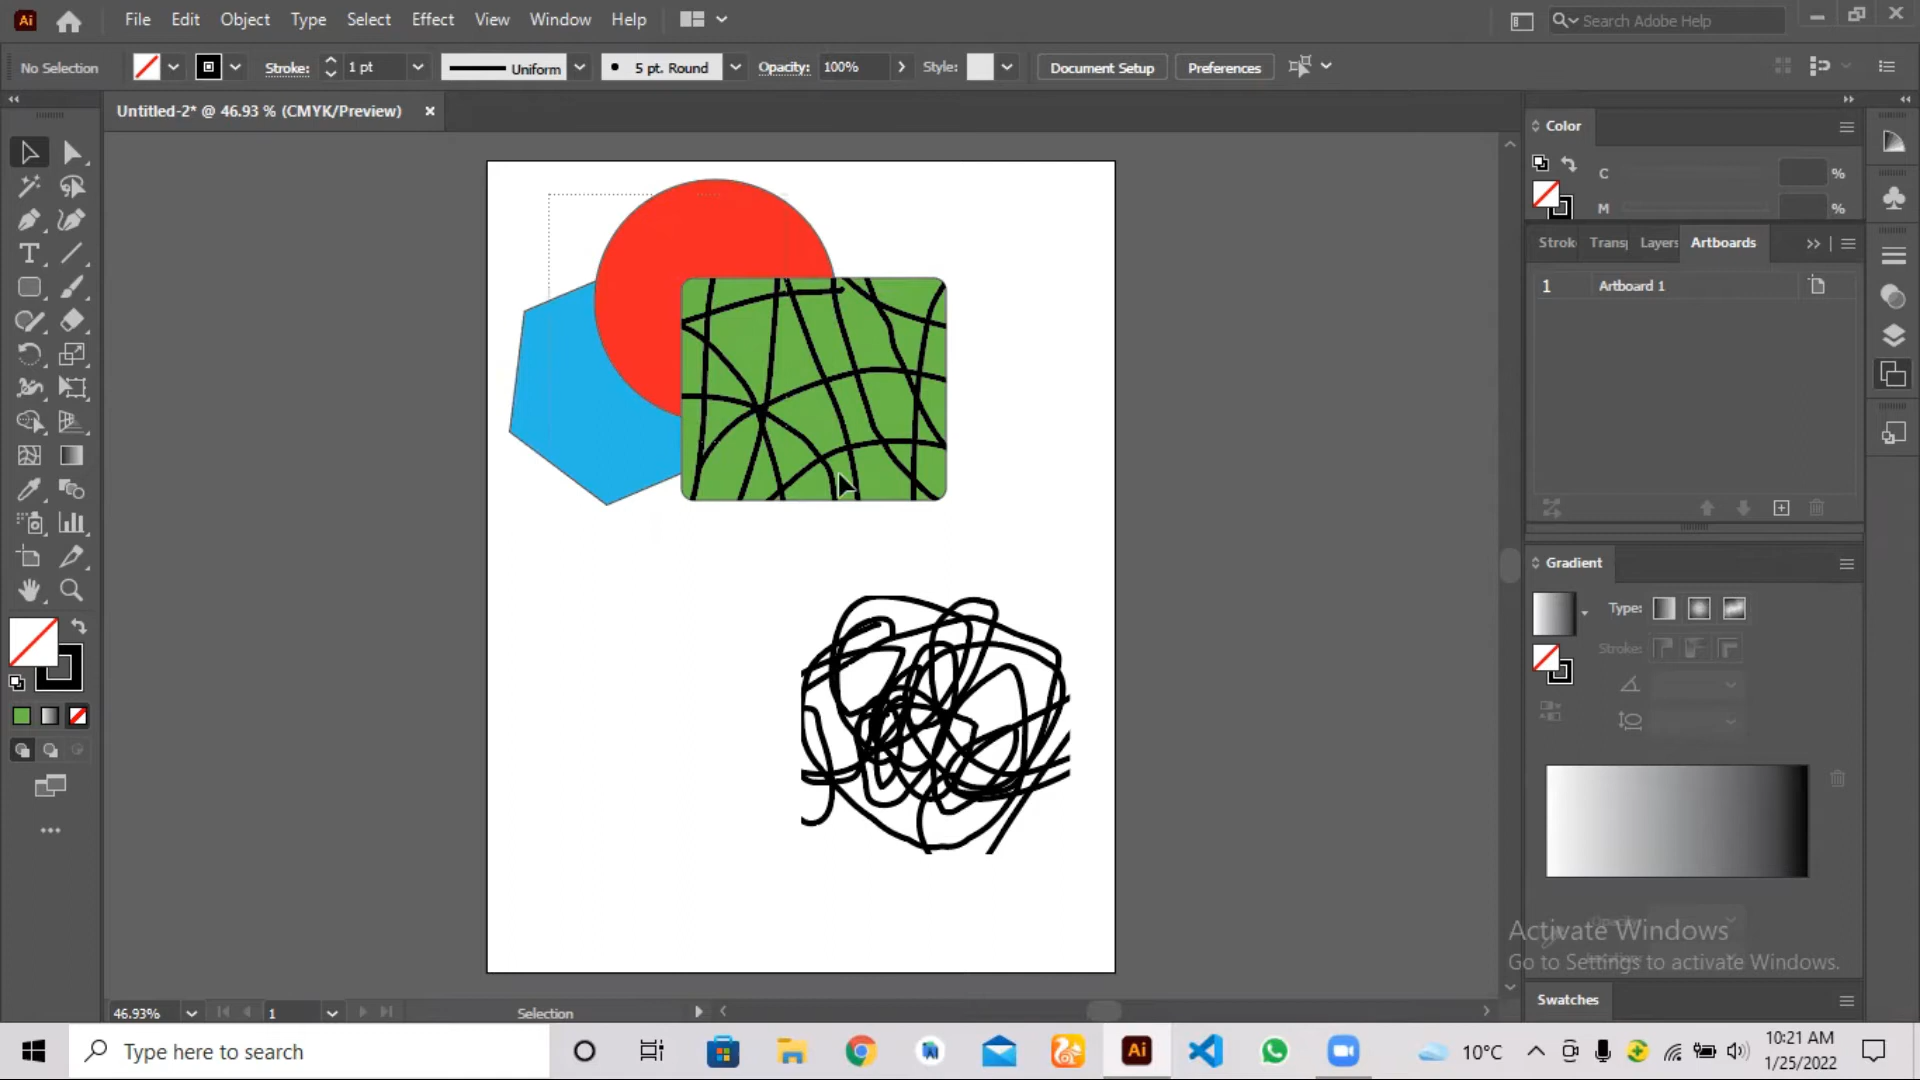 Ai File Edit Object Type Select Effect View Window Help Search Adobe Help
No Selection Stroke: 1 pt Uniform 5 pt. Round Opacity: 100% Style: Document Setup Preferences
Untitled-2* @ 46.93 % (CMYK/Preview)
Color
C %
M %
Strok Transp Layers Artboards
1 Artboard 1
Gradient
Type:
Stroke:
Activate Windows
Go to Settings to activate Windows.
Swatches
46.93% 1 Selection
Type here to search Ai 10°C 10:21 AM
1/25/2022